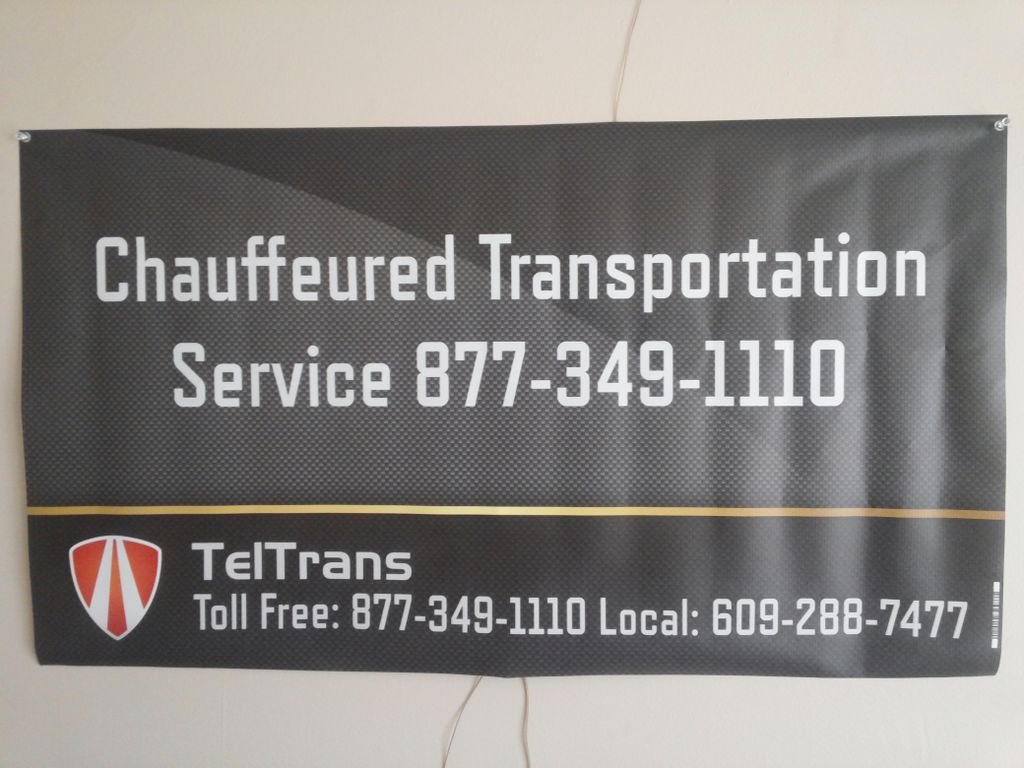 Chauffeured Transportation
Service 877-349-1110
TelTrans
Toll Free: 877-349-1110 Local: 609-288-7477